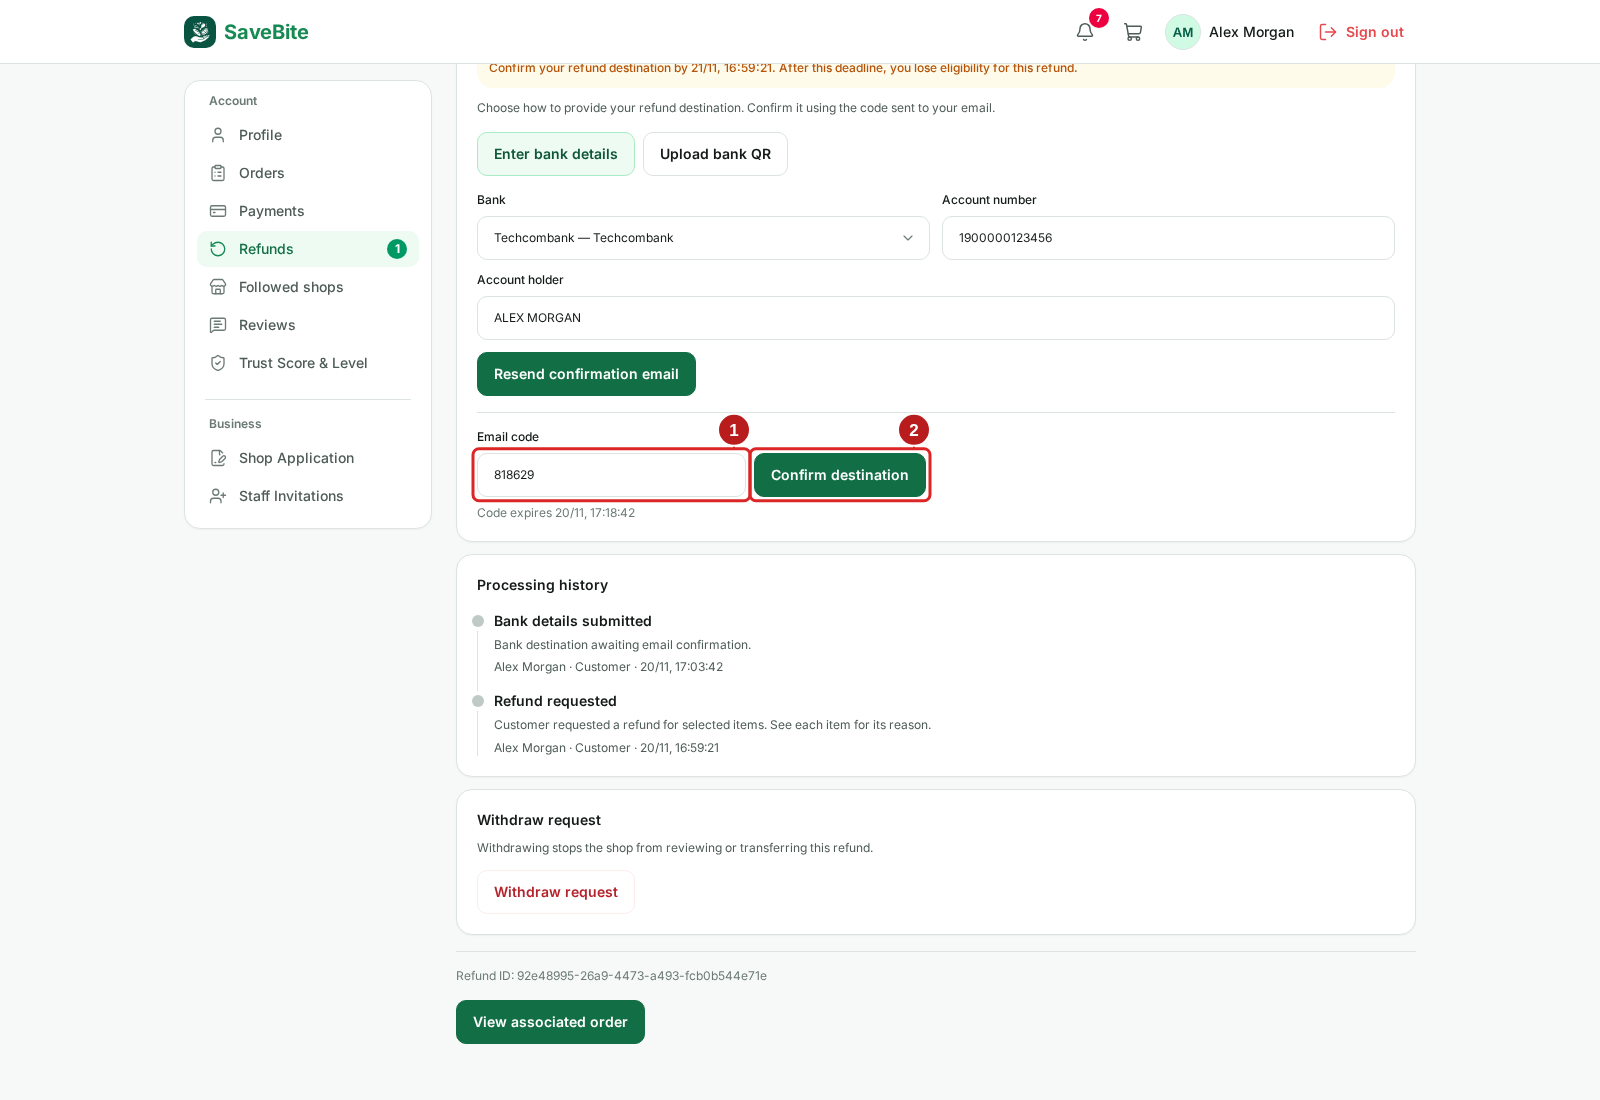 SaveBite
7
AM
Alex Morgan
Sign out
Account
Profile
Orders
Payments
Refunds
1
Followed shops
Reviews
Trust Score & Level
Business
Shop Application
Staff Invitations
Confirm your refund destination by 21/11, 16:59:21. After this deadline, you lose eligibility for this refund.
Choose how to provide your refund destination. Confirm it using the code sent to your email.
Enter bank details
Upload bank QR
Bank
Account number
Techcombank — Techcombank
1900000123456
Account holder
ALEX MORGAN
Resend confirmation email
1
2
Email code
818629
Confirm destination
Code expires 20/11, 17:18:42
Processing history
Bank details submitted
Bank destination awaiting email confirmation.
Alex Morgan · Customer · 20/11, 17:03:42
Refund requested
Customer requested a refund for selected items. See each item for its reason.
Alex Morgan · Customer · 20/11, 16:59:21
Withdraw request
Withdrawing stops the shop from reviewing or transferring this refund.
Withdraw request
Refund ID: 92e48995-26a9-4473-a493-fcb0b544e71e
View associated order